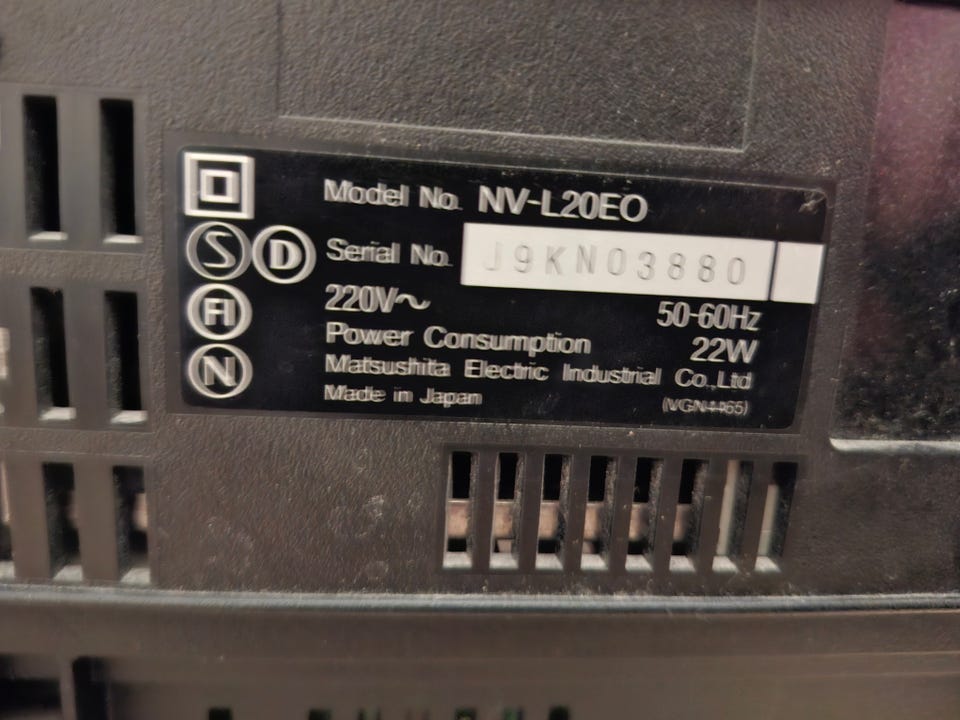 Model No. NV-L20EO
Serial No. J9KN03880
220V~ 50-60Hz
Power Consumption 22W
Matsushita Electric Industrial Co.,Ltd
Made in Japan (VGN4465)
S D
FI
N